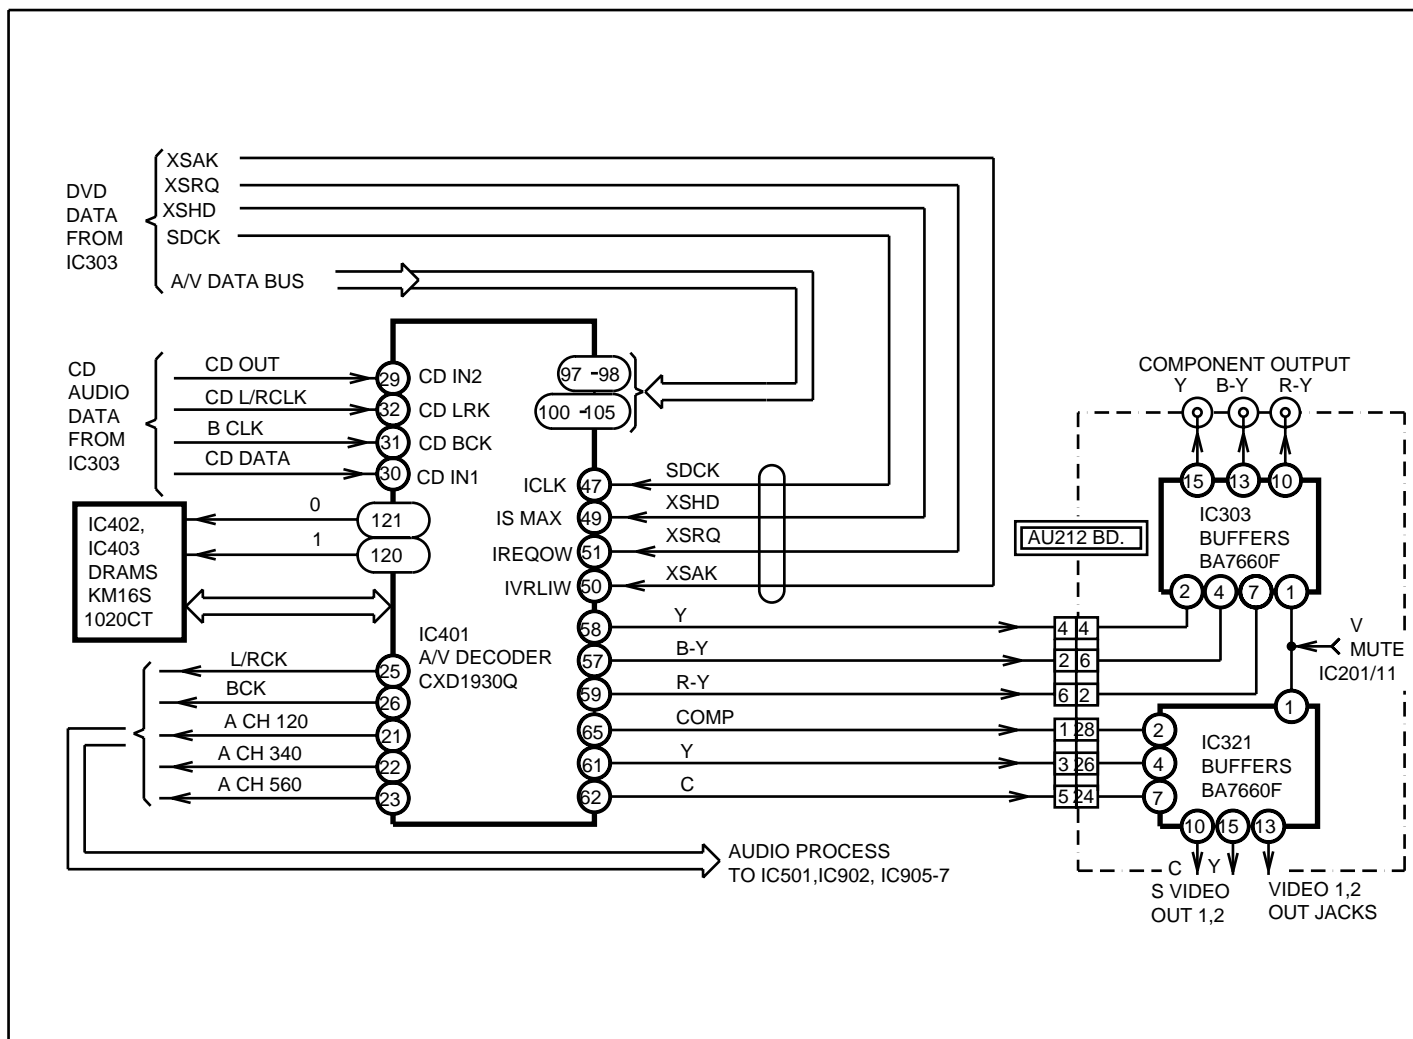 XSAK
XSRQ
XSHD
SDCK
DVD
DATA
FROM
IC303
A/V DATA BUS
CD
AUDIO
DATA
FROM
IC303
CD OUT
CD L/RCLK
B CLK
CD DATA
29 CD IN2
32 CD LRK
31 CD BCK
30 CD IN1
97 -98
100 -105
0
121
1
120
IC402,
IC403
DRAMS
KM16S
1020CT
ICLK 47 SDCK
IS MAX 49 XSHD
IREQOW 51 XSRQ
IVRLIW 50 XSAK
IC401
A/V DECODER
CXD1930Q
58 Y 4 4
57 B-Y 2 6
59 R-Y 6 2
65 COMP 1 28
61 Y 3 26
62 C 5 24
L/RCK 25
BCK 26
A CH 120 21
A CH 340 22
A CH 560 23
AUDIO PROCESS
TO IC501,IC902, IC905-7
AU212 BD.
COMPONENT OUTPUT
Y B-Y R-Y
15 13 10
IC303
BUFFERS
BA7660F
2 4 7 1
V
MUTE
IC201/11
1
2
4
7
IC321
BUFFERS
BA7660F
10 15 13
C Y
S VIDEO
OUT 1,2
VIDEO 1,2
OUT JACKS